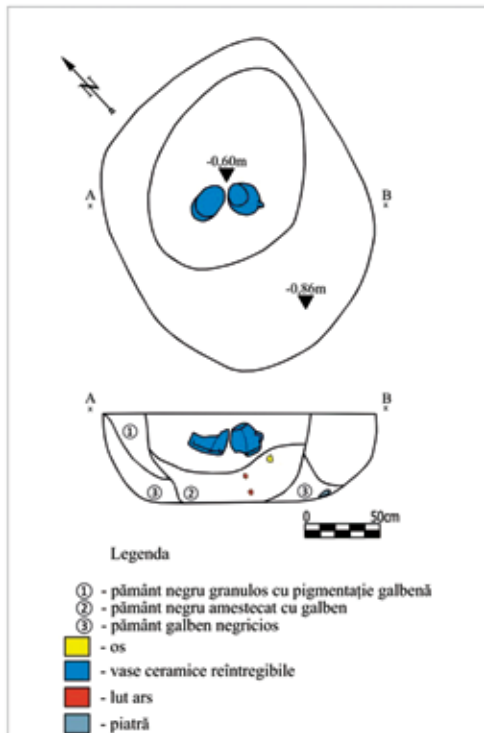 N
-0,60m
A
B
-0,86m
A
B
①
③
②
③
0
50cm
Legenda
① - pământ negru granulos cu pigmentație galbenă
② - pământ negru amestecat cu galben
③ - pământ galben negricios
- os
- vase ceramice reîntregibile
- lut ars
- piatră